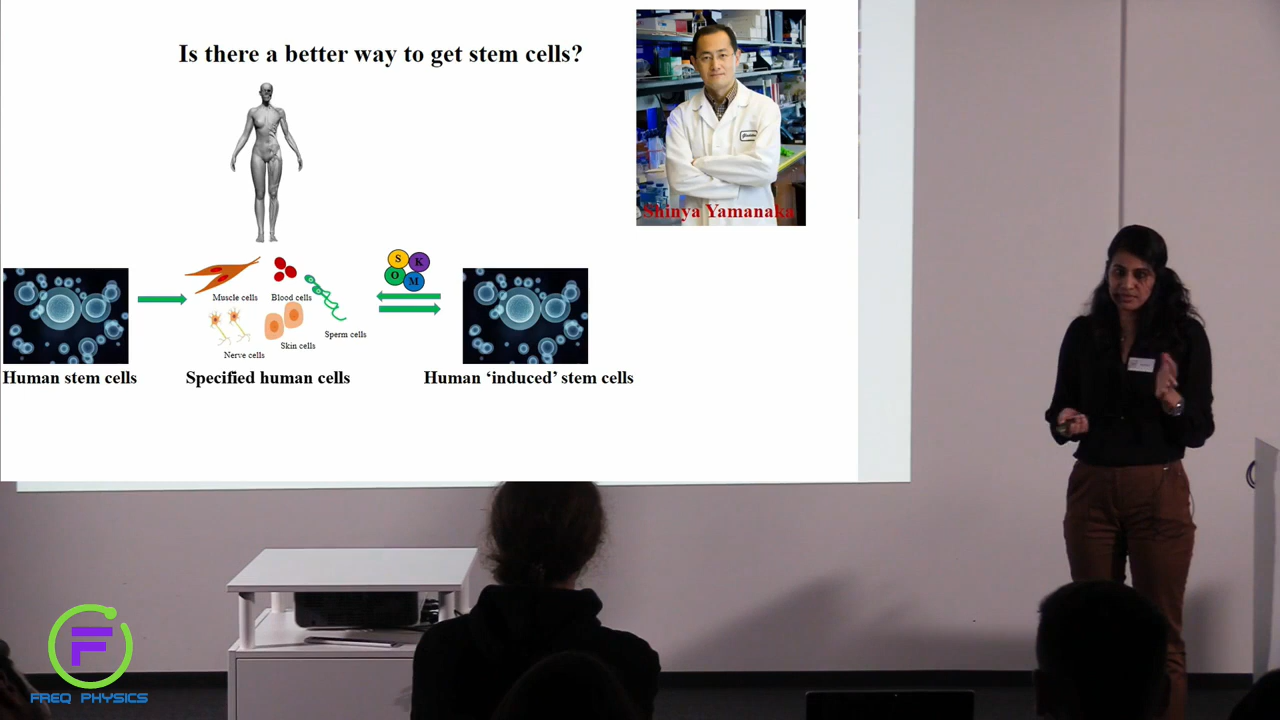 Is there a better way to get stem cells?
Shinya Yamanaka
S
K
O
M
Muscle cells
Blood cells
Sperm cells
Nerve cells
Skin cells
Human stem cells
Specified human cells
Human ‘induced’ stem cells
F
FREQ PHYSICS